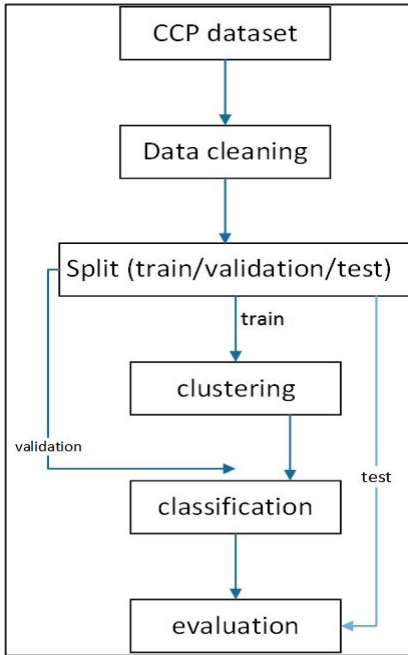 CCP dataset
Data cleaning
Split (train/validation/test)
train
clustering
validation
test
classification
evaluation